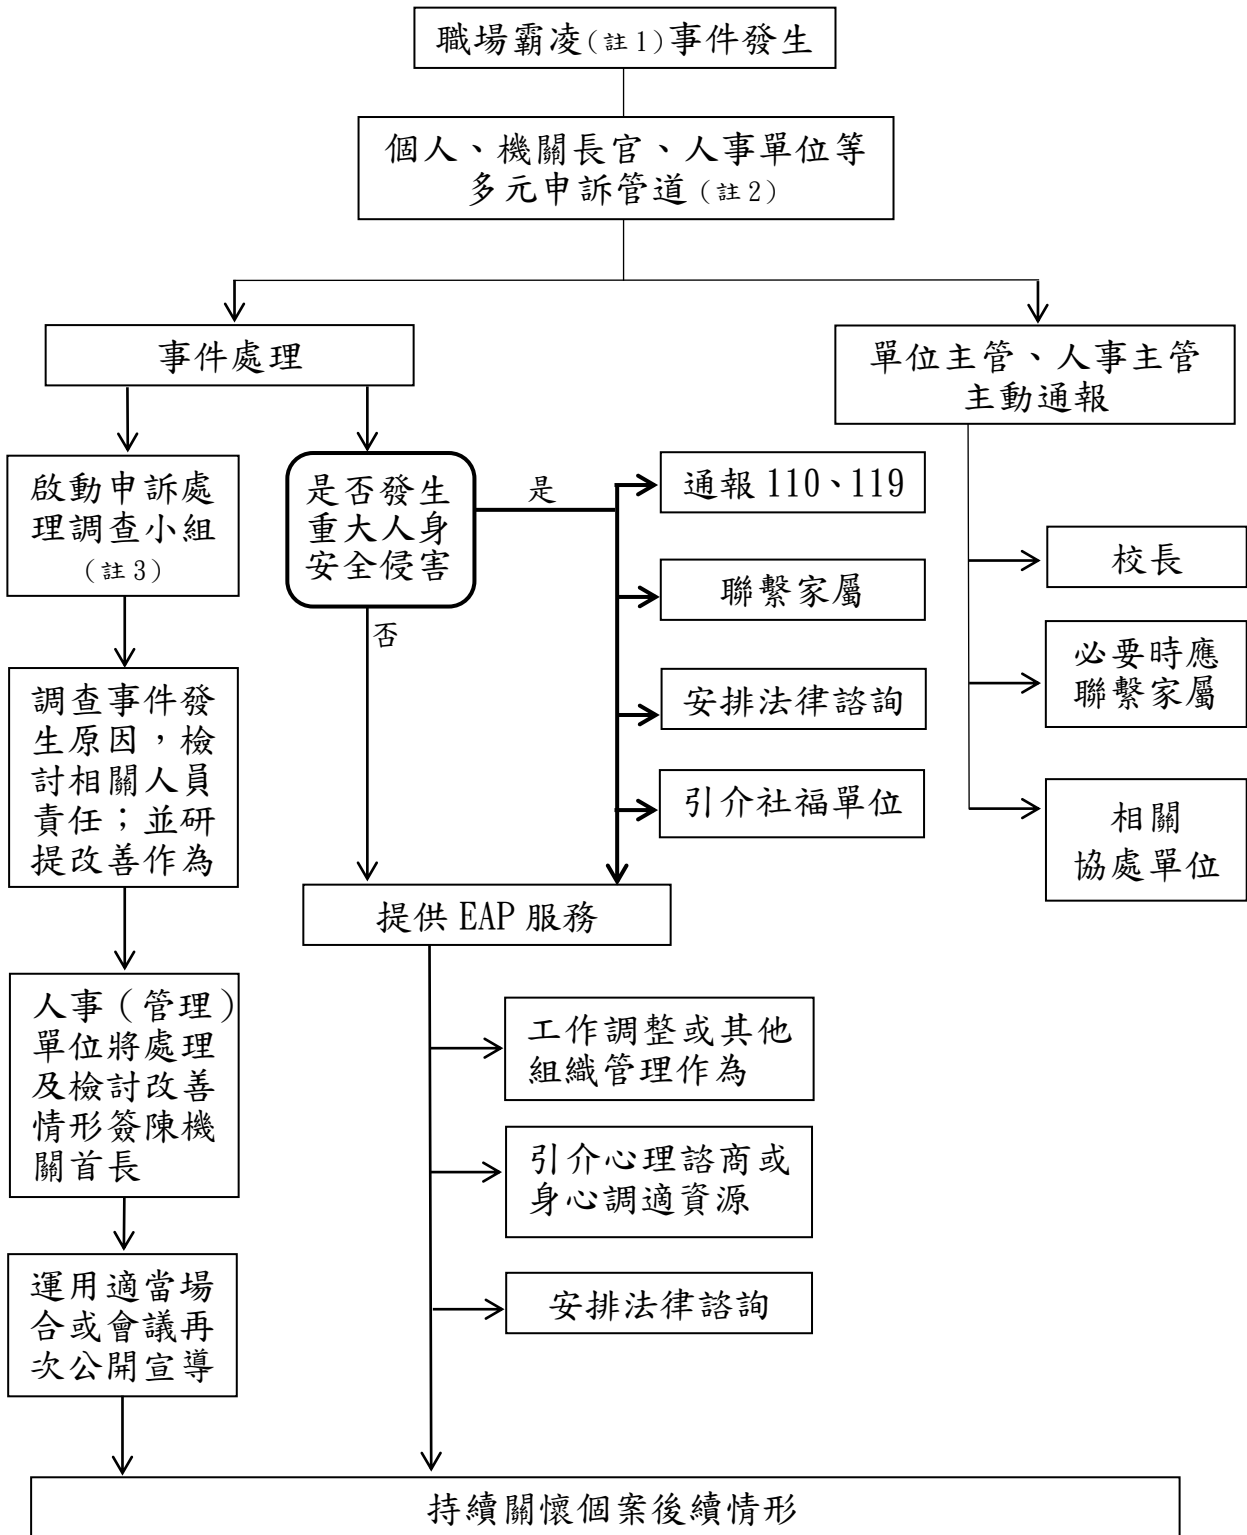 職場霸凌(註1)事件發生
個人、機關長官、人事單位等
多元申訴管道(註2)
事件處理
單位主管、人事主管
主動通報
啟動申訴處
理調查小組
(註3)
是否發生
重大人身
安全侵害
是
否
通報 110、119
聯繫家屬
安排法律諮詢
引介社福單位
校長
必要時應
聯繫家屬
相關
協處單位
調查事件發
生原因，檢
討相關人員
責任；並研
提改善作為
提供 EAP 服務
人事（管理）
單位將處理
及檢討改善
情形簽陳機
關首長
工作調整或其他
組織管理作為
引介心理諮商或
身心調適資源
安排法律諮詢
運用適當場
合或會議再
次公開宣導
持續關懷個案後續情形